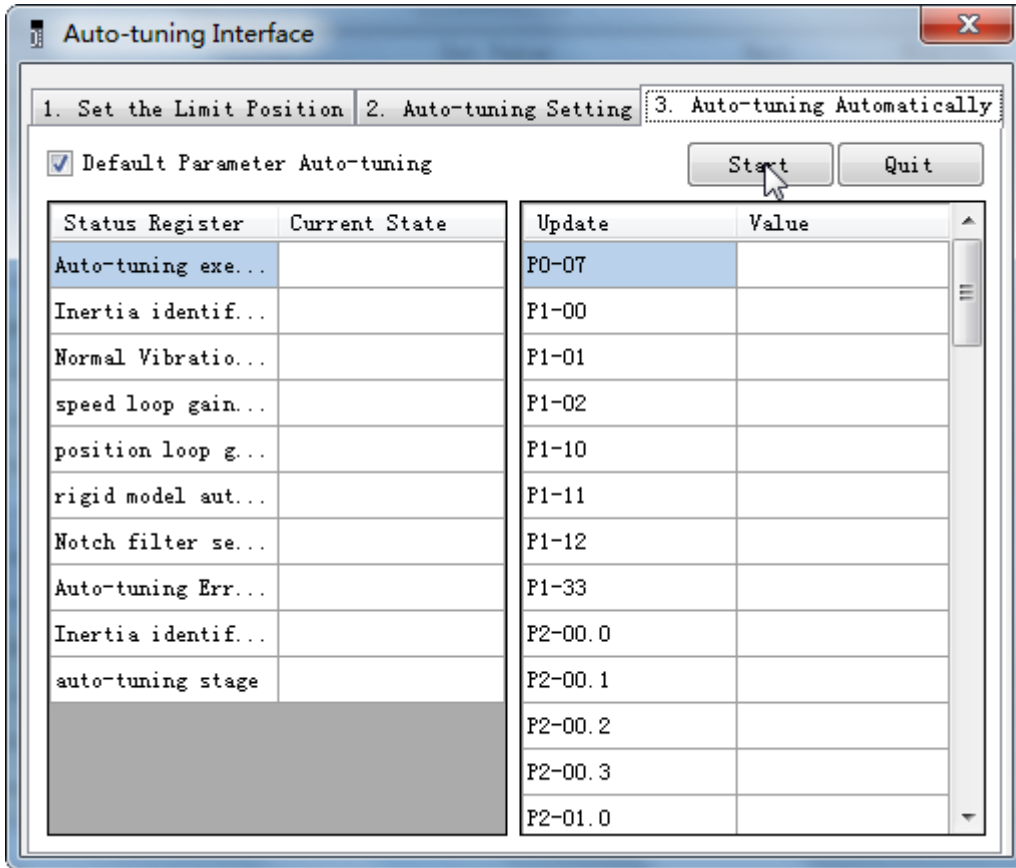 Auto-tuning Interface
1. Set the Limit Position 2. Auto-tuning Setting 3. Auto-tuning Automatically
Default Parameter Auto-tuning Start Quit
Status Register Current State Update Value
Auto-tuning exe... P0-07
Inertia identif... P1-00
Normal Vibratio... P1-01
speed loop gain... P1-02
position loop g... P1-10
rigid model aut... P1-11
Notch filter se... P1-12
Auto-tuning Err... P1-33
Inertia identif... P2-00.0
auto-tuning stage P2-00.1
P2-00.2
P2-00.3
P2-01.0